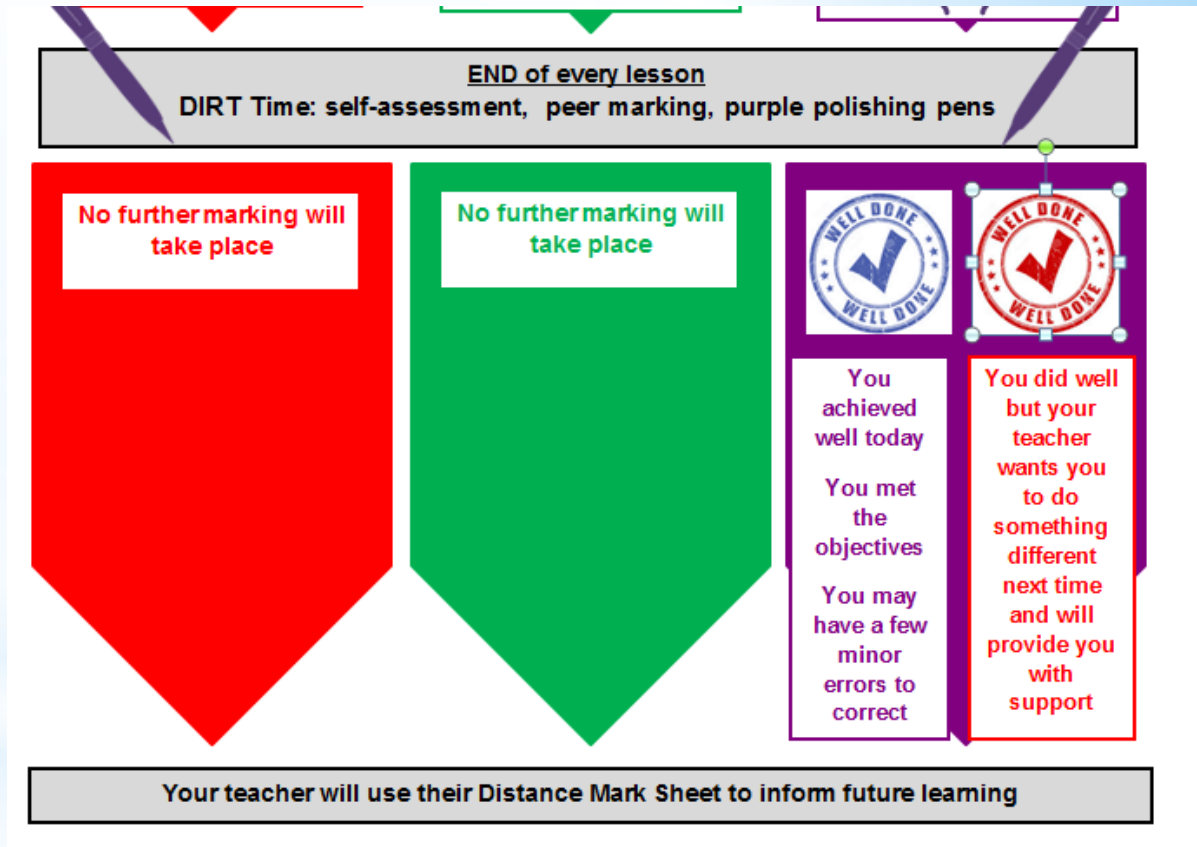 END of every lesson
DIRT Time: self-assessment, peer marking, purple polishing pens
No further marking will
take place
No further marking will
take place
WELL DONE
WELL DONE
WELL DONE
WELL DONE
You
achieved
well today
You met
the
objectives
You may
have a few
minor
errors to
correct
You did well
but your
teacher
wants you
to do
something
different
next time
and will
provide you
with
support
Your teacher will use their Distance Mark Sheet to inform future learning